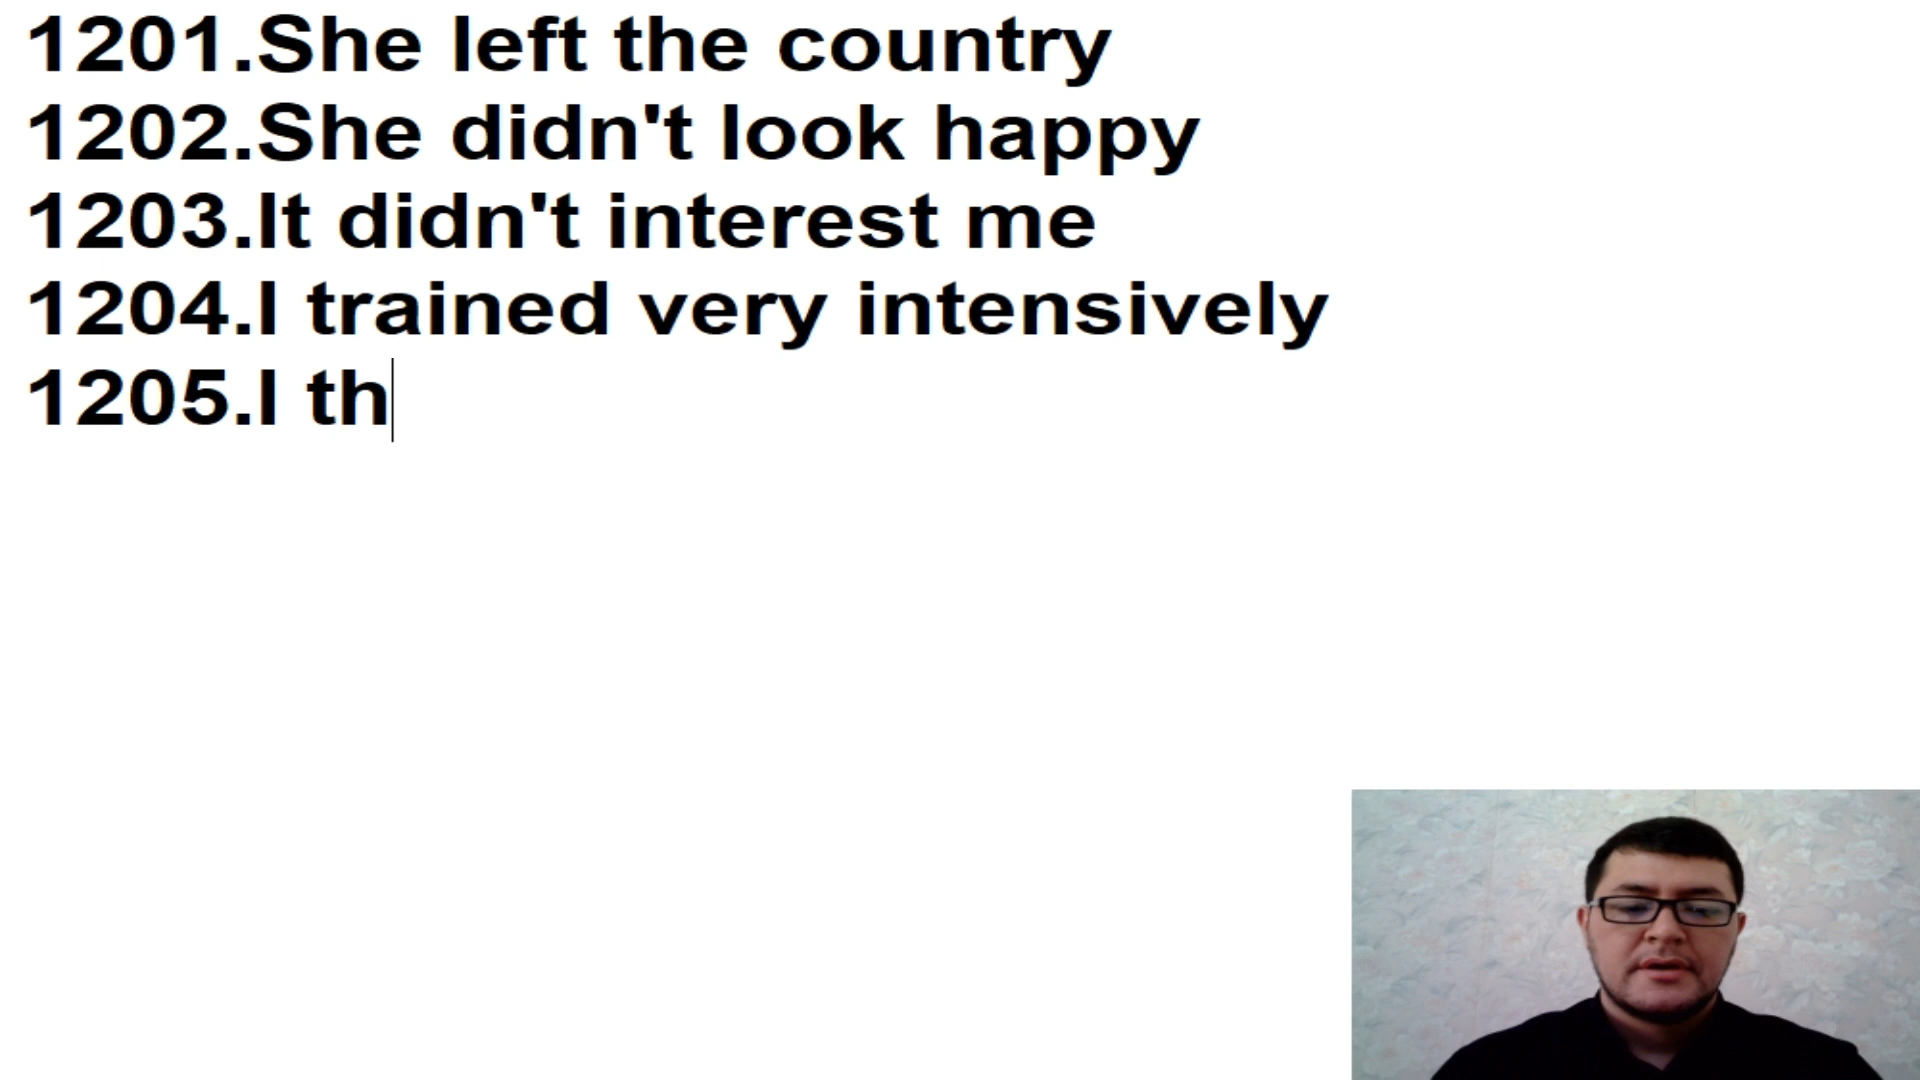 1201.She left the country
1202.She didn't look happy
1203.It didn't interest me
1204.I trained very intensively
1205.I th